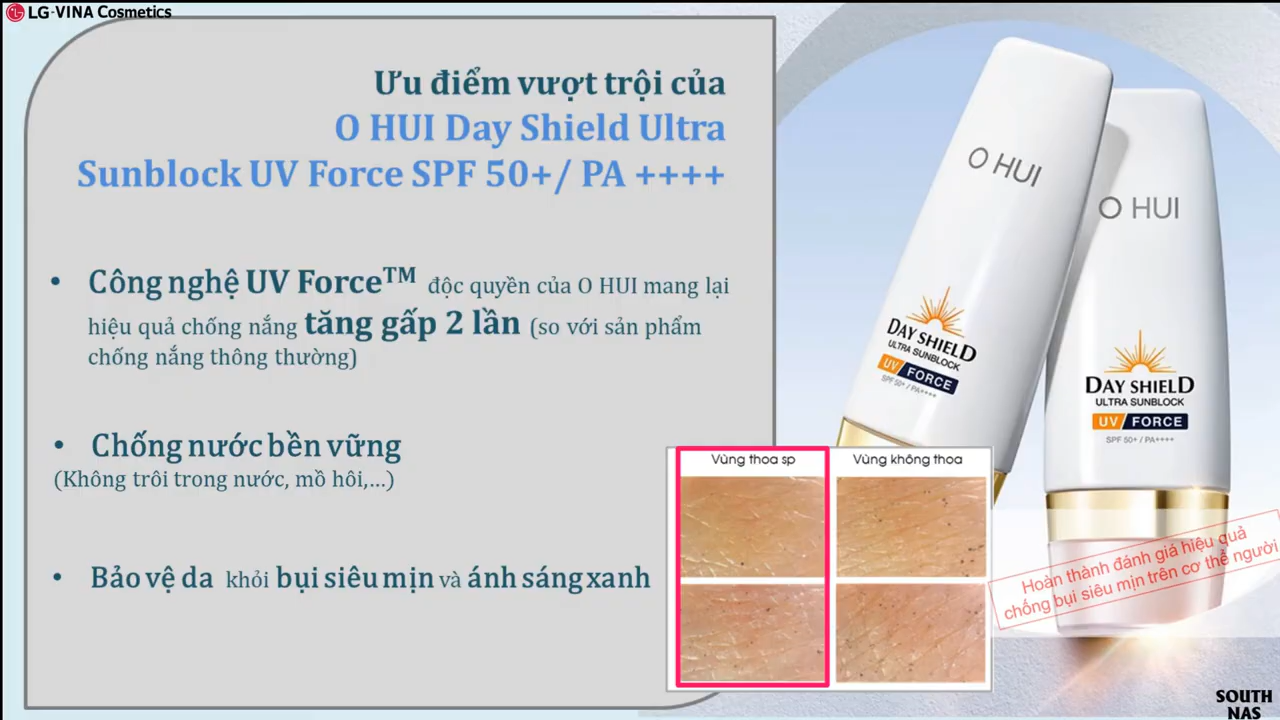 LG-VINA Cosmetics
Ưu điểm vượt trội của
O HUI Day Shield Ultra
Sunblock UV Force SPF 50+/ PA ++++
• Công nghệ UV Force™ độc quyền của O HUI mang lại
hiệu quả chống nắng tăng gấp 2 lần (so với sản phẩm
chống nắng thông thường)
• Chống nước bền vững
(Không trôi trong nước, mồ hôi,...)
• Bảo vệ da khỏi bụi siêu mịn và ánh sáng xanh
Vùng thoa sp
Vùng không thoa
O HUI
DAY SHIELD
ULTRA SUNBLOCK
UV FORCE
SPF 50+ / PA++++
O HUI
DAY SHIELD
ULTRA SUNBLOCK
UV FORCE
SPF 50+ / PA++++
Hoàn thành đánh giá hiệu quả
chống bụi siêu mịn trên cơ thể người
SOUTH
NAS